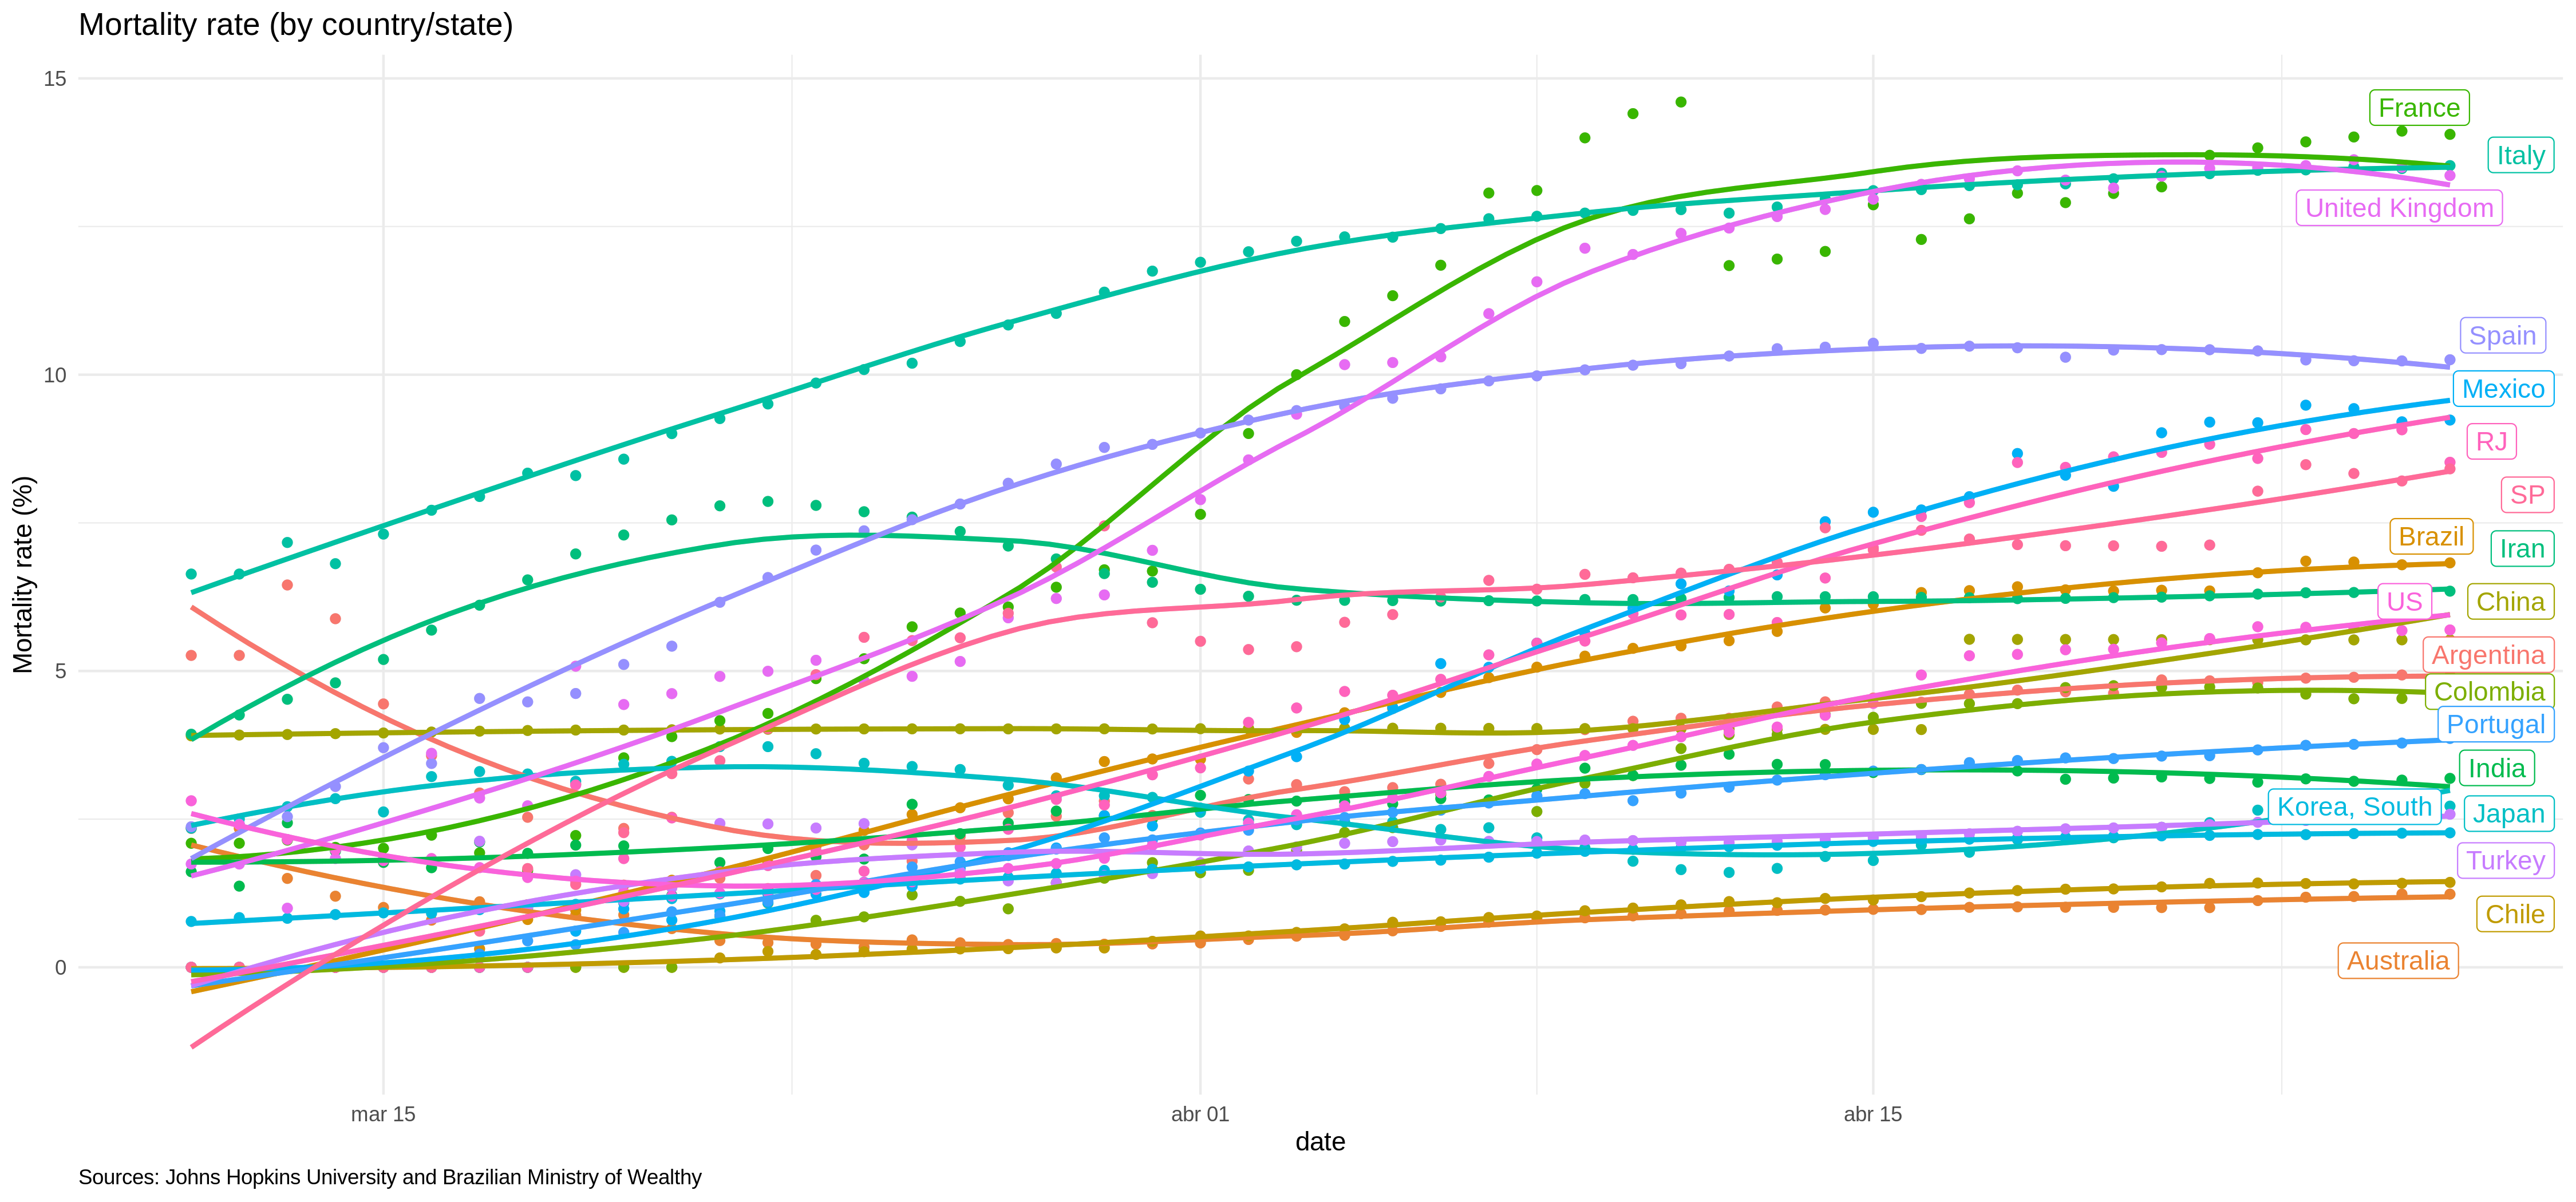 Mortality rate (by country/state)
15
10
5
0
Mortality rate (%)
France
Italy
United Kingdom
Spain
Mexico
RJ
SP
Brazil
Iran
US
China
Argentina
Colombia
Portugal
India
Korea, South
Japan
Turkey
Chile
Australia
mar 15
abr 01
abr 15
date
Sources: Johns Hopkins University and Brazilian Ministry of Wealthy